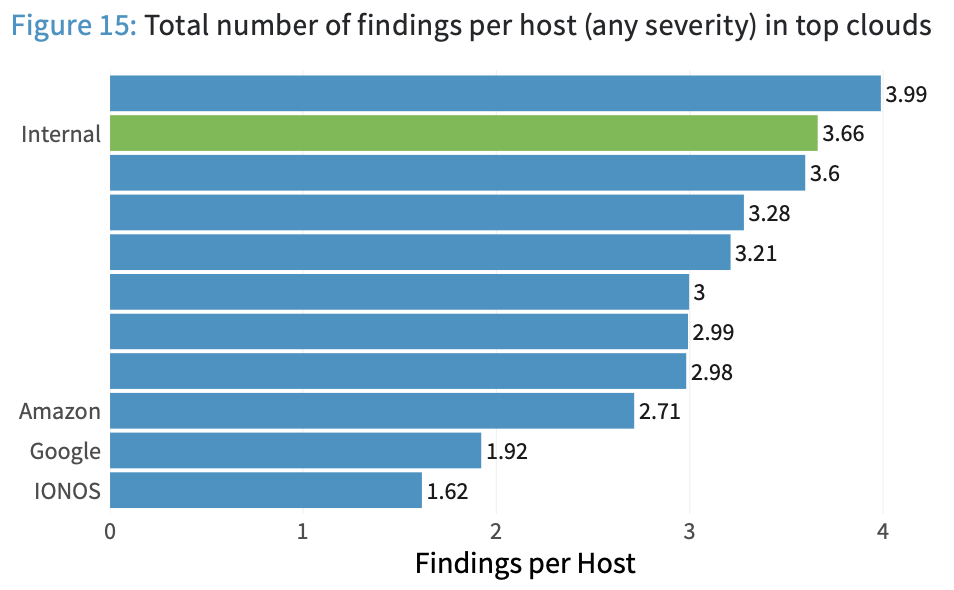 Figure 15: Total number of findings per host (any severity) in top clouds
3.99
Internal 3.66
3.6
3.28
3.21
3
2.99
2.98
Amazon 2.71
Google 1.92
IONOS 1.62
0 1 2 3 4
Findings per Host